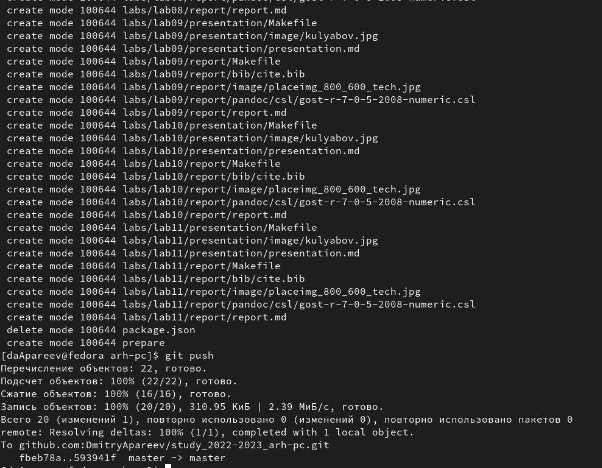 create mode 100644 labs/lab08/report/report.md
create mode 100644 labs/lab09/presentation/Makefile
create mode 100644 labs/lab09/presentation/image/kulyabov.jpg
create mode 100644 labs/lab09/presentation/presentation.md
create mode 100644 labs/lab09/report/Makefile
create mode 100644 labs/lab09/report/bib/cite.bib
create mode 100644 labs/lab09/report/image/placeimg_800_600_tech.jpg
create mode 100644 labs/lab09/report/pandoc/csl/gost-r-7-0-5-2008-numeric.csl
create mode 100644 labs/lab09/report/report.md
create mode 100644 labs/lab10/presentation/Makefile
create mode 100644 labs/lab10/presentation/image/kulyabov.jpg
create mode 100644 labs/lab10/presentation/presentation.md
create mode 100644 labs/lab10/report/Makefile
create mode 100644 labs/lab10/report/bib/cite.bib
create mode 100644 labs/lab10/report/image/placeimg_800_600_tech.jpg
create mode 100644 labs/lab10/report/pandoc/csl/gost-r-7-0-5-2008-numeric.csl
create mode 100644 labs/lab10/report/report.md
create mode 100644 labs/lab11/presentation/Makefile
create mode 100644 labs/lab11/presentation/image/kulyabov.jpg
create mode 100644 labs/lab11/presentation/presentation.md
create mode 100644 labs/lab11/report/Makefile
create mode 100644 labs/lab11/report/bib/cite.bib
create mode 100644 labs/lab11/report/image/placeimg_800_600_tech.jpg
create mode 100644 labs/lab11/report/pandoc/csl/gost-r-7-0-5-2008-numeric.csl
create mode 100644 labs/lab11/report/report.md
delete mode 100644 package.json
create mode 100644 prepare
[daApareev@fedora arh-pc]$ git push
Перечисление объектов: 22, готово.
Подсчет объектов: 100% (22/22), готово.
Сжатие объектов: 100% (16/16), готово.
Запись объектов: 100% (20/20), 310.95 КиБ | 2.39 МиБ/с, готово.
Всего 20 (изменений 1), повторно использовано 0 (изменений 0), повторно использовано пакетов 0
remote: Resolving deltas: 100% (1/1), completed with 1 local object.
To github.com:DmitryApareev/study_2022-2023_arh-pc.git
fbeb78a..593941f master -> master